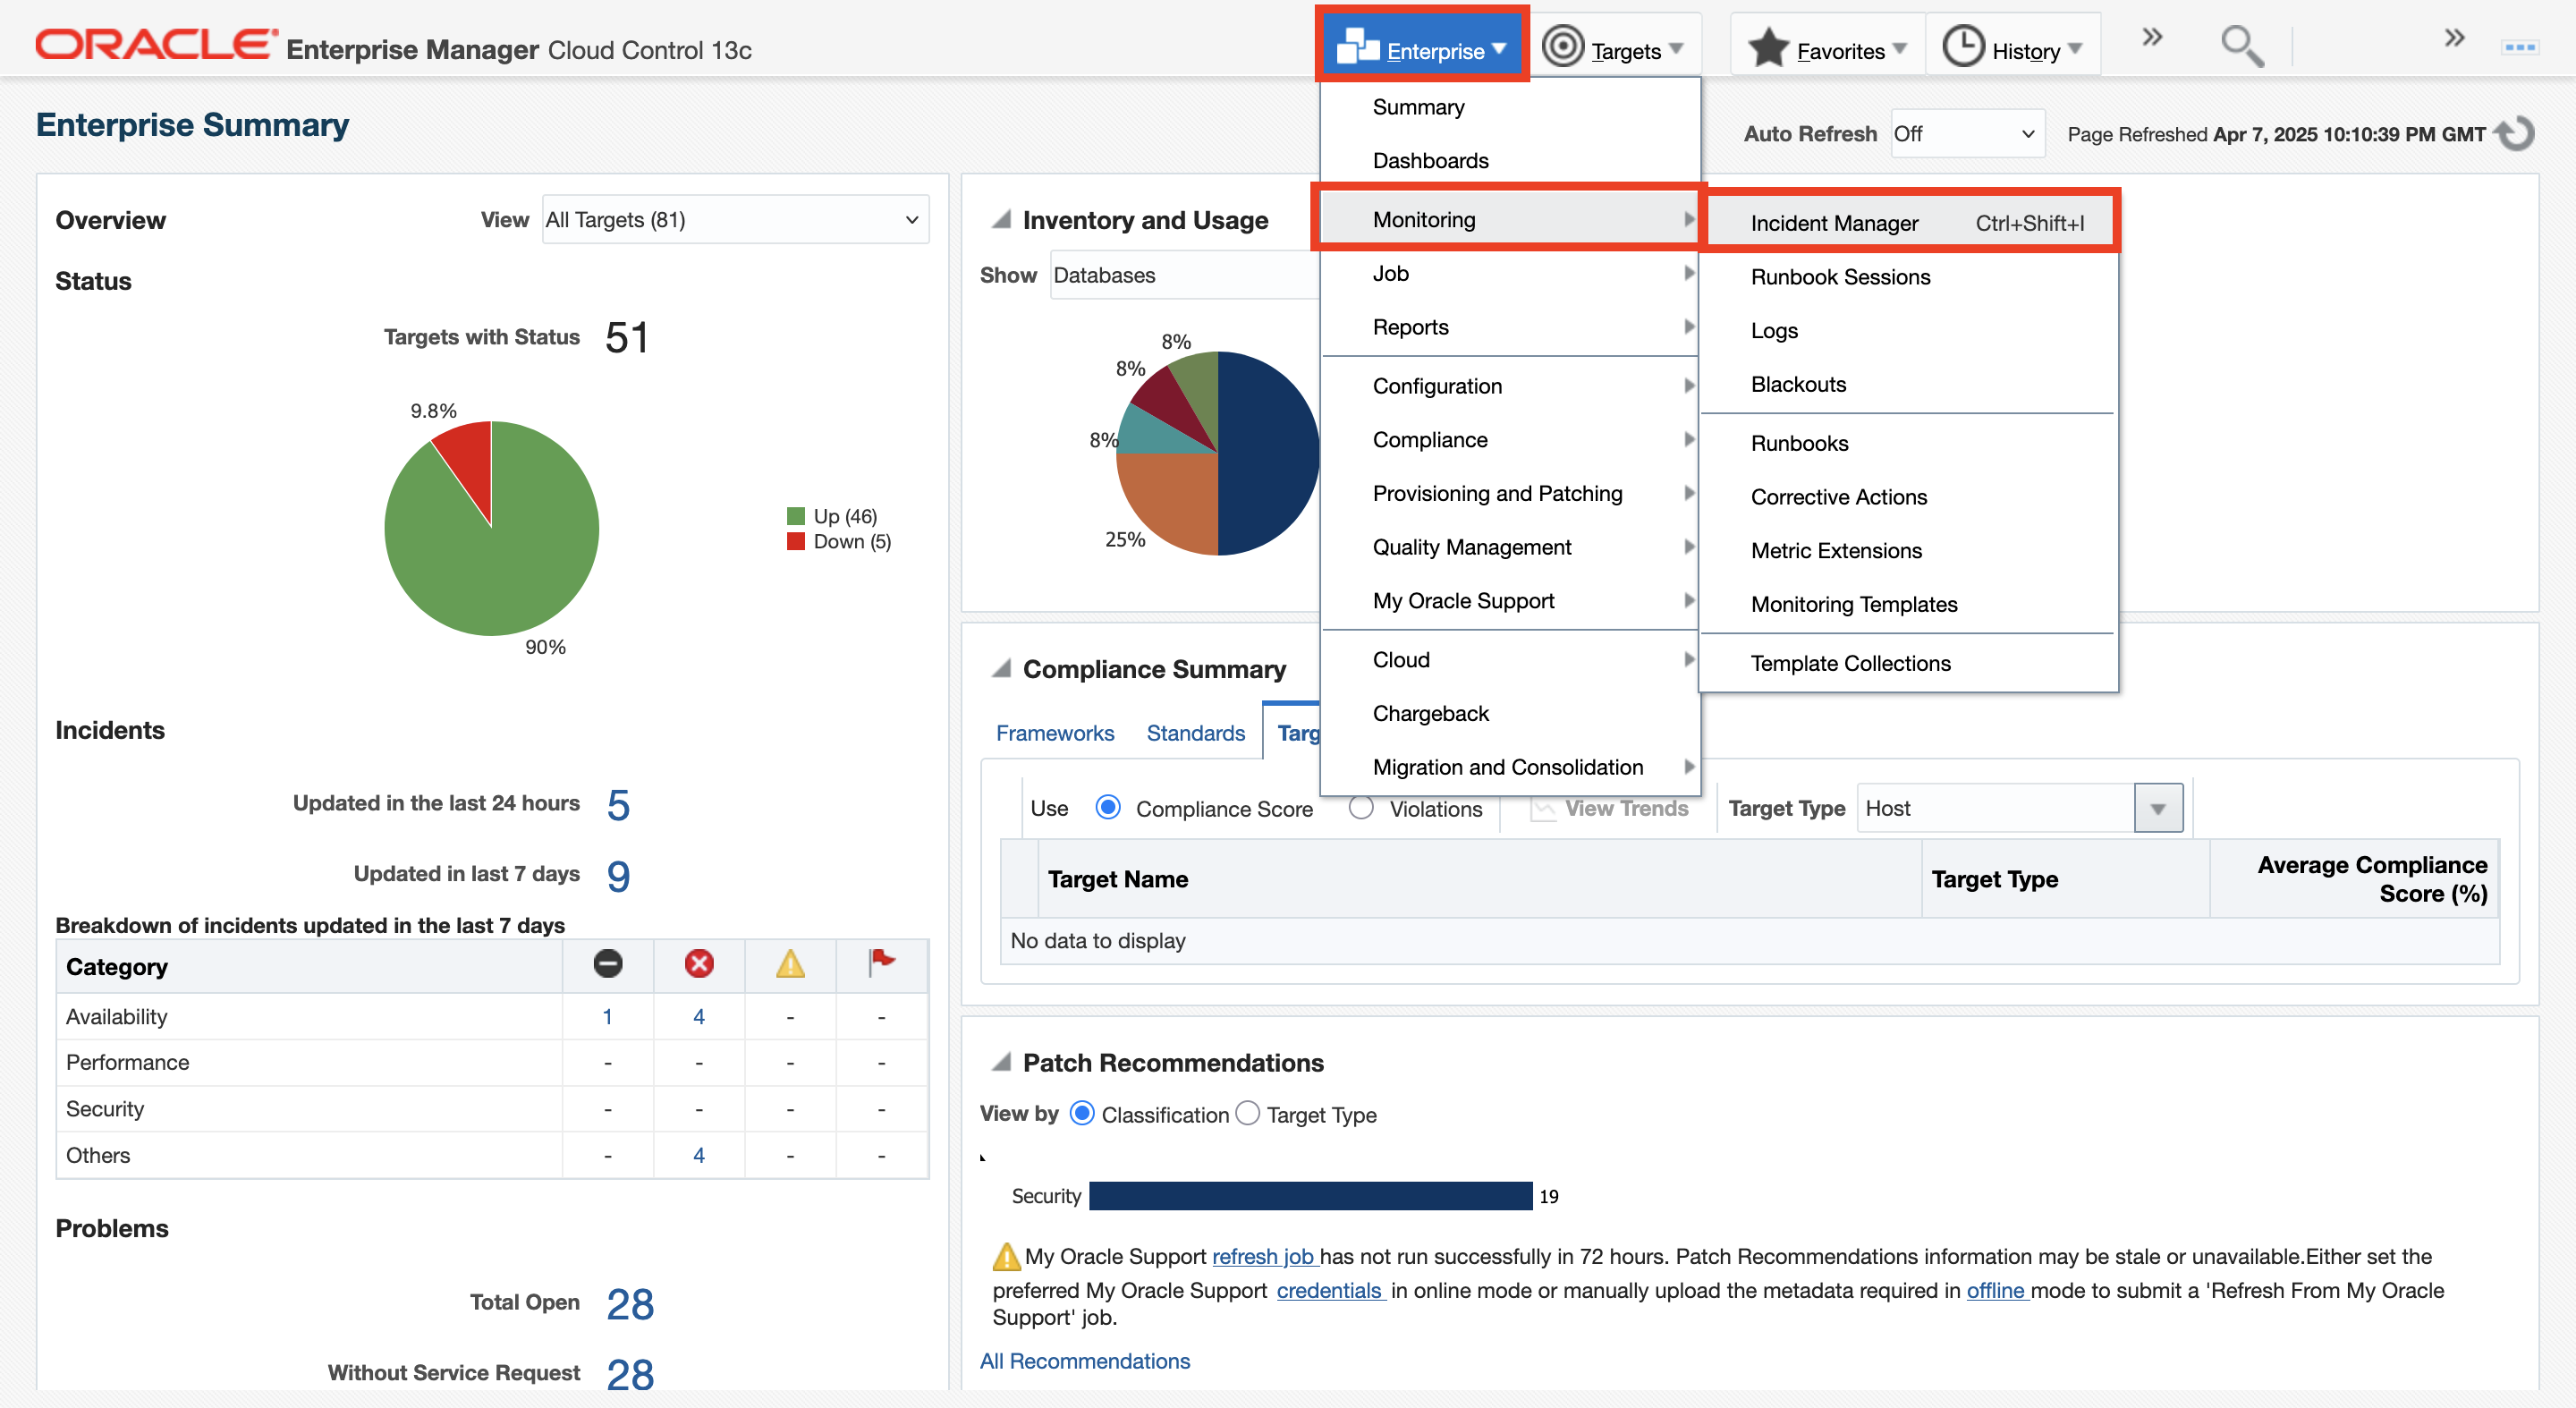 ORACLE Enterprise Manager Cloud Control 13c
Enterprise
Targets
Favorites
History
Enterprise Summary
Auto Refresh Off
Page Refreshed Apr 7, 2025 10:10:39 PM GMT
Overview
View All Targets (81)
Status
Targets with Status 51
9.8%
90%
Up (46)
Down (5)
Incidents
Updated in the last 24 hours 5
Updated in last 7 days 9
Breakdown of incidents updated in the last 7 days
Category
Availability 1 4 - -
Performance - - - -
Security - - - -
Others - 4 - -
Problems
Total Open 28
Without Service Request 28
Inventory and Usage
Show Databases
8%
8%
8%
25%
Summary
Dashboards
Monitoring
Job
Reports
Configuration
Compliance
Provisioning and Patching
Quality Management
My Oracle Support
Cloud
Chargeback
Migration and Consolidation
Incident Manager Ctrl+Shift+I
Runbook Sessions
Logs
Blackouts
Runbooks
Corrective Actions
Metric Extensions
Monitoring Templates
Template Collections
Compliance Summary
Frameworks Standards Targ
Use Compliance Score Violations View Trends Target Type Host
Target Name Target Type Average Compliance
Score (%)
No data to display
Patch Recommendations
View by Classification Target Type
Security 19
My Oracle Support refresh job has not run successfully in 72 hours. Patch Recommendations information may be stale or unavailable.Either set the
preferred My Oracle Support credentials in online mode or manually upload the metadata required in offline mode to submit a 'Refresh From My Oracle
Support' job.
All Recommendations